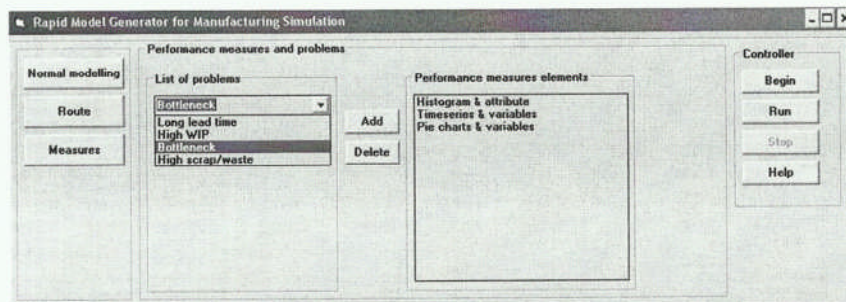 Rapid Model Generator for Manufacturing Simulation
Normal modelling
Route
Measures
Performance measures and problems
List of problems
Bottleneck
Long lead time
High WIP
Bottleneck
High scrap/waste
Add
Delete
Performance measures elements
Histogram & attribute
Timeseries & variables
Pie charts & variables
Controller
Begin
Run
Stop
Help